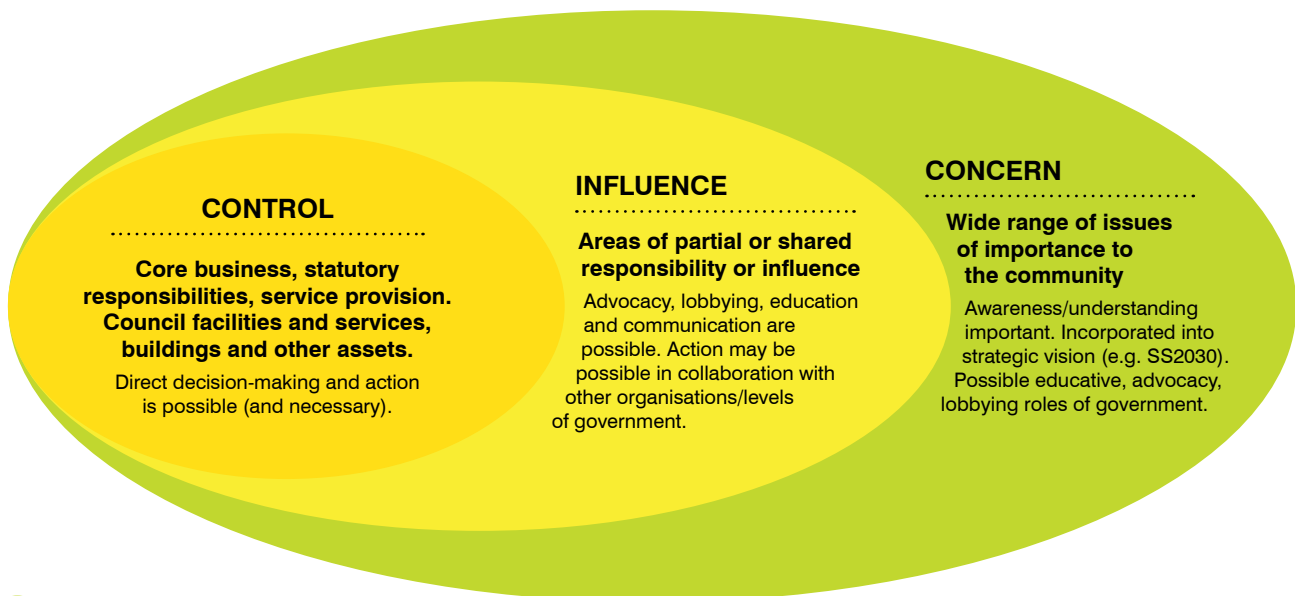 CONTROL
Core business, statutory
responsibilities, service provision.
Council facilities and services,
buildings and other assets.
Direct decision-making and action
is possible (and necessary).
INFLUENCE
Areas of partial or shared
responsibility or influence
Advocacy, lobbying, education
and communication are
possible. Action may be
possible in collaboration with
other organisations/levels
of government.
CONCERN
Wide range of issues
of importance to
the community
Awareness/understanding
important. Incorporated into
strategic vision (e.g. SS2030).
Possible educative, advocacy,
lobbying roles of government.